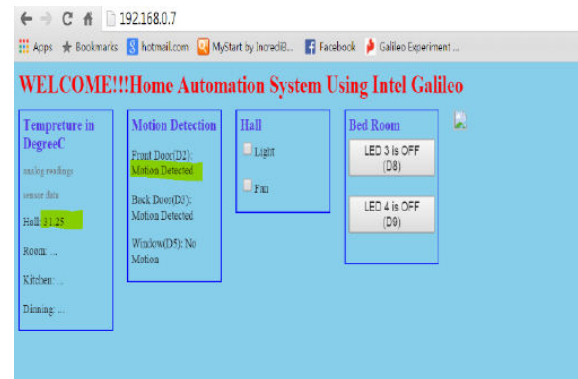 192.168.0.7
Apps Bookmarks hotmail.com MyStart by IncrediB... Facebook Galileo Experiment ...
WELCOME!!!Home Automation System Using Intel Galileo
Tempreture in
DegreeC
analog readings
sensor data
Hall: 31.25
Room: ...
Kitchen: ...
Dinning: ...
Motion Detection
Front Door(D2):
Motion Detected
Back Door(D3):
Motion Detected
Window(D5): No
Motion
Hall
Light
Fan
Bed Room
LED 3 is OFF
(D8)
LED 4 is OFF
(D9)